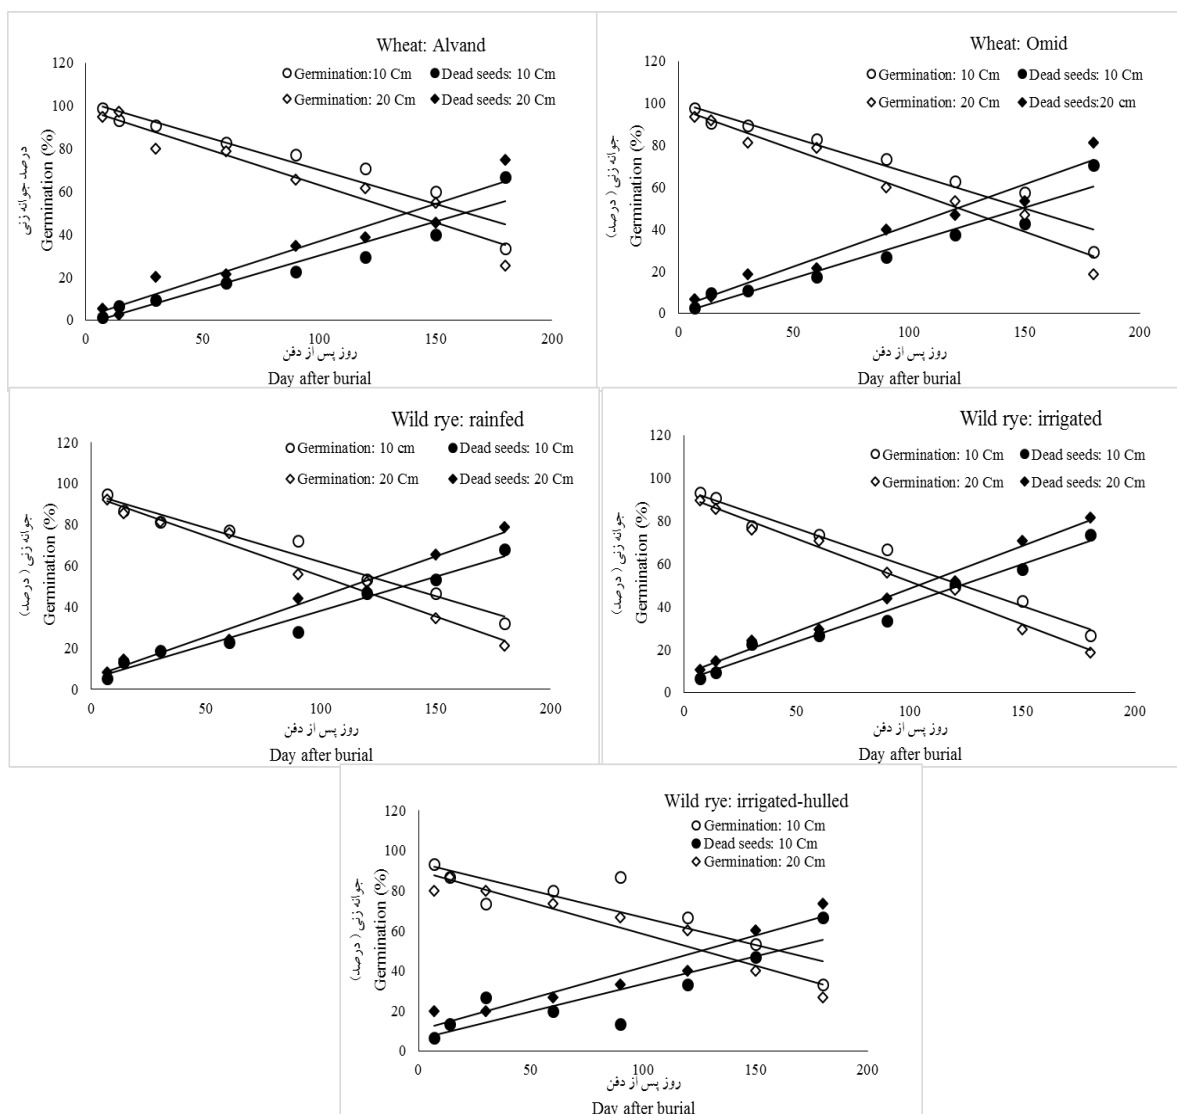 Wheat: Alvand
Germination:10 Cm
Dead seeds: 10 Cm
Germination: 20 Cm
Dead seeds: 20 Cm
120
100
80
60
40
20
0
0
50
100
150
200
درصد جوانه زنی
Germination (%)
روز پس از دفن
Day after burial
Wheat: Omid
Germination: 10 Cm
Dead seeds: 10 Cm
Germination: 20 Cm
Dead seeds:20 cm
120
100
80
60
40
20
0
0
50
100
150
200
جوانه زنی ( درصد)
Germination (%)
روز پس از دفن
Day after burial
Wild rye: rainfed
Germination: 10 cm
Dead seeds: 10 Cm
Germination: 20 Cm
Dead seeds: 20 Cm
120
100
80
60
40
20
0
0
50
100
150
200
جوانه زنی ( درصد)
Germination (%)
روز پس از دفن
Day after burial
Wild rye: irrigated
Germination: 10 Cm
Dead seeds: 10 Cm
Germination: 20 Cm
Dead seeds: 20 Cm
120
100
80
60
40
20
0
0
50
100
150
200
جوانه زنی ( درصد)
Germination (%)
روز پس از دفن
Day after burial
Wild rye: irrigated-hulled
Germination: 10 Cm
Dead seeds: 10 Cm
Germination: 20 Cm
120
100
80
60
40
20
0
0
50
100
150
200
جوانه زنی ( درصد)
Germination (%)
روز پس از دفن
Day after burial